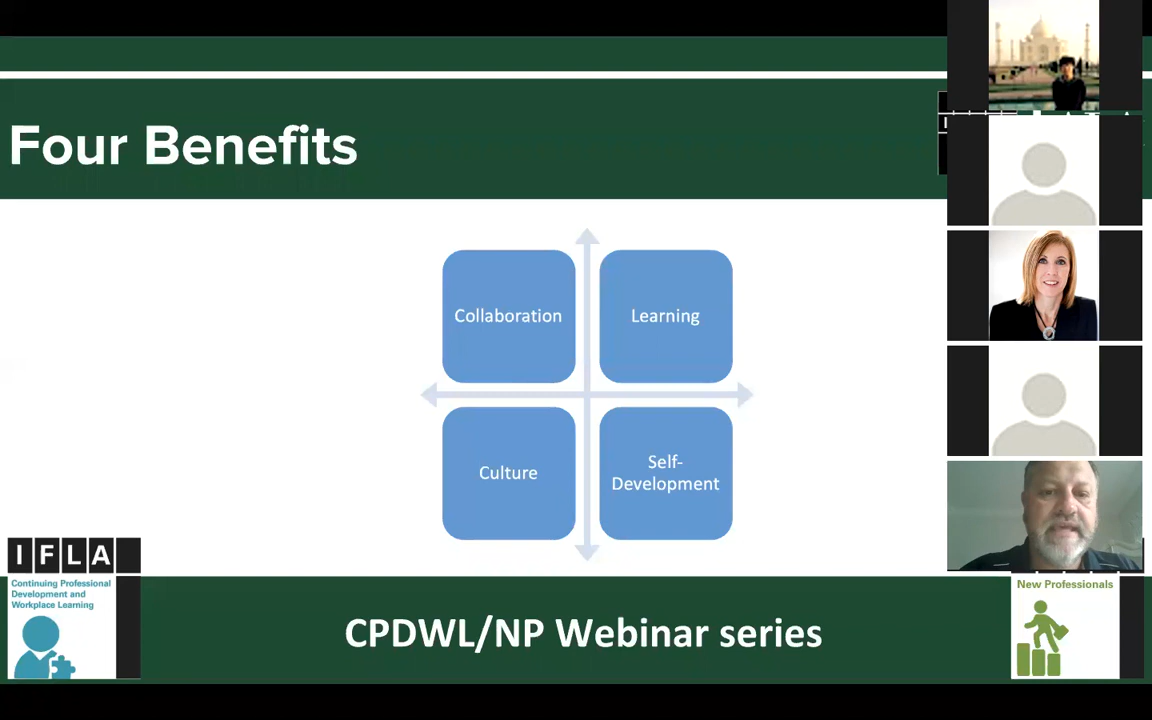 Four Benefits
Collaboration
Learning
Culture
Self-
Development
IFLA
Continuing Professional
Development and
Workplace Learning
New Professionals
CPDWL/NP Webinar series